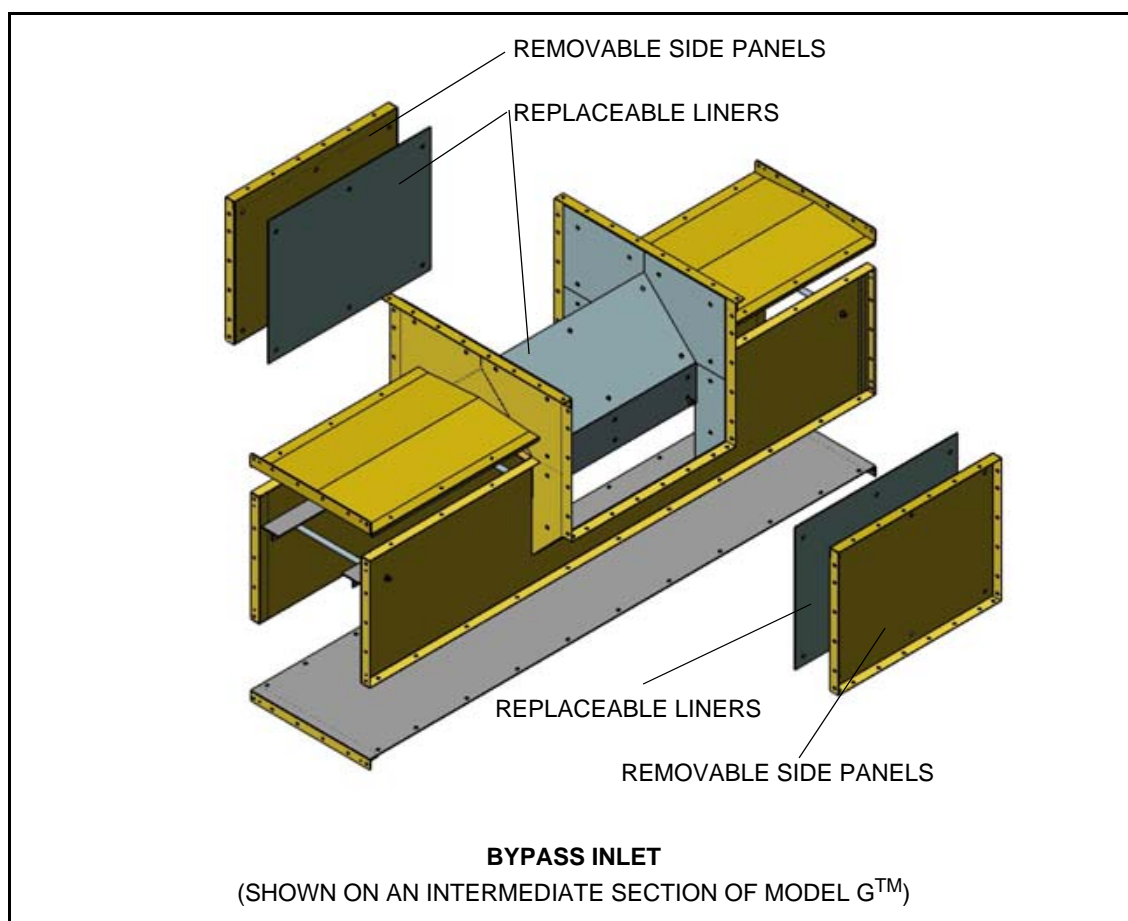 REMOVABLE SIDE PANELS
REPLACEABLE LINERS
REPLACEABLE LINERS
REMOVABLE SIDE PANELS
BYPASS INLET
(SHOWN ON AN INTERMEDIATE SECTION OF MODEL G™)